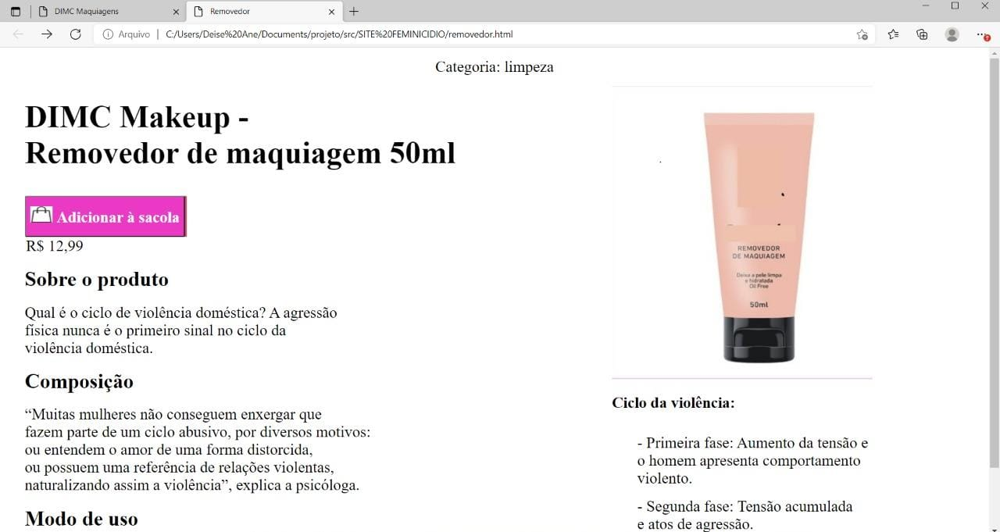 DIMC Maquiagens
Removedor
Arquivo | C:/Users/Deise%20Ane/Documents/projeto/src/SITE%20FEMINICIDIO/removedor.html
Categoria: limpeza
DIMC Makeup -
Removedor de maquiagem 50ml
Adicionar à sacola
R$ 12,99
Sobre o produto
Qual é o ciclo de violência doméstica? A agressão
física nunca é o primeiro sinal no ciclo da
violência doméstica.
Composição
“Muitas mulheres não conseguem enxergar que
fazem parte de um ciclo abusivo, por diversos motivos:
ou entendem o amor de uma forma distorcida,
ou possuem uma referência de relações violentas,
naturalizando assim a violência”, explica a psicóloga.
Modo de uso
REMOVEDOR
DE MAQUIAGEM
Deixa a pele limpa
e hidratada
Oil Free
50ml
Ciclo da violência:
- Primeira fase: Aumento da tensão e
o homem apresenta comportamento
violento.
- Segunda fase: Tensão acumulada
e atos de agressão.